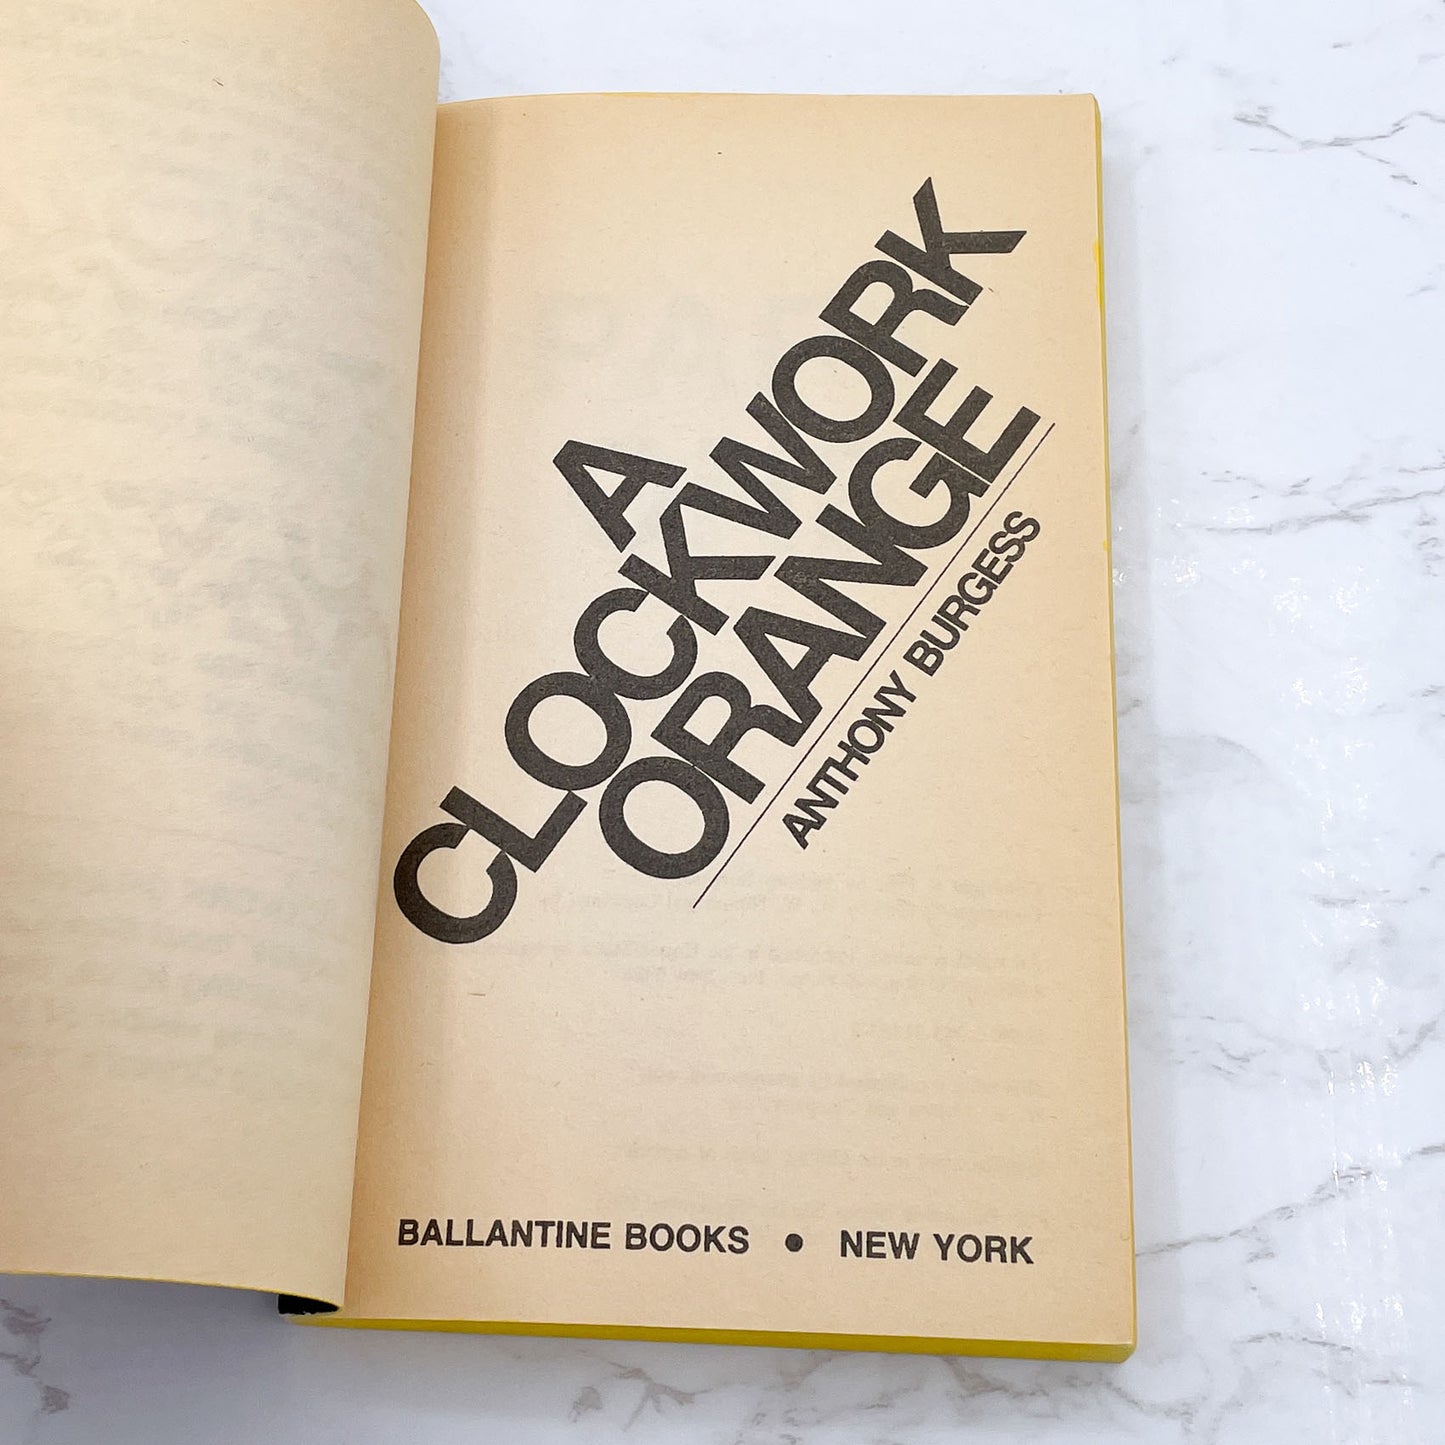 A
CLOCKWORK
ORANGE
ANTHONY BURGESS
BALLANTINE BOOKS ● NEW YORK